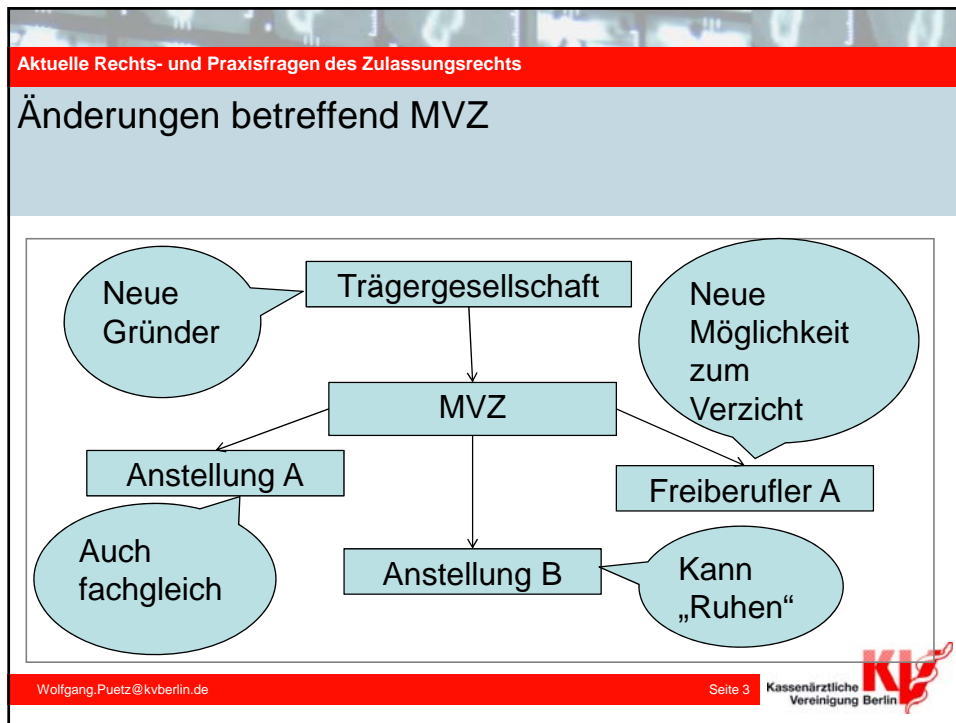 Aktuelle Rechts- und Praxisfragen des Zulassungsrechts
Änderungen betreffend MVZ
Neue
Gründer
Trägergesellschaft
Neue
Möglichkeit
zum
Verzicht
MVZ
Anstellung A
Freiberufler A
Auch
fachgleich
Anstellung B
Kann
„Ruhen“
Wolfgang.Puetz@kvberlin.de
Seite 3
Kassenärztliche
Vereinigung Berlin
KV